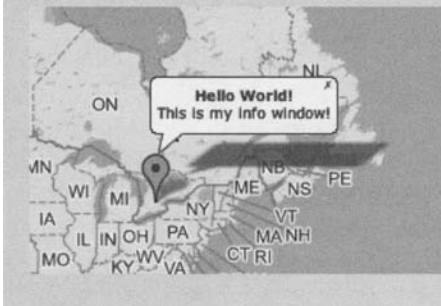 NL
ON
Hello World!
This is my info window!
MN
WI
MI
NB
ME
NS
PE
IA
IL
IN
OH
PA
NY
VT
MA
NH
MO
KY
WV
VA
CT
RI